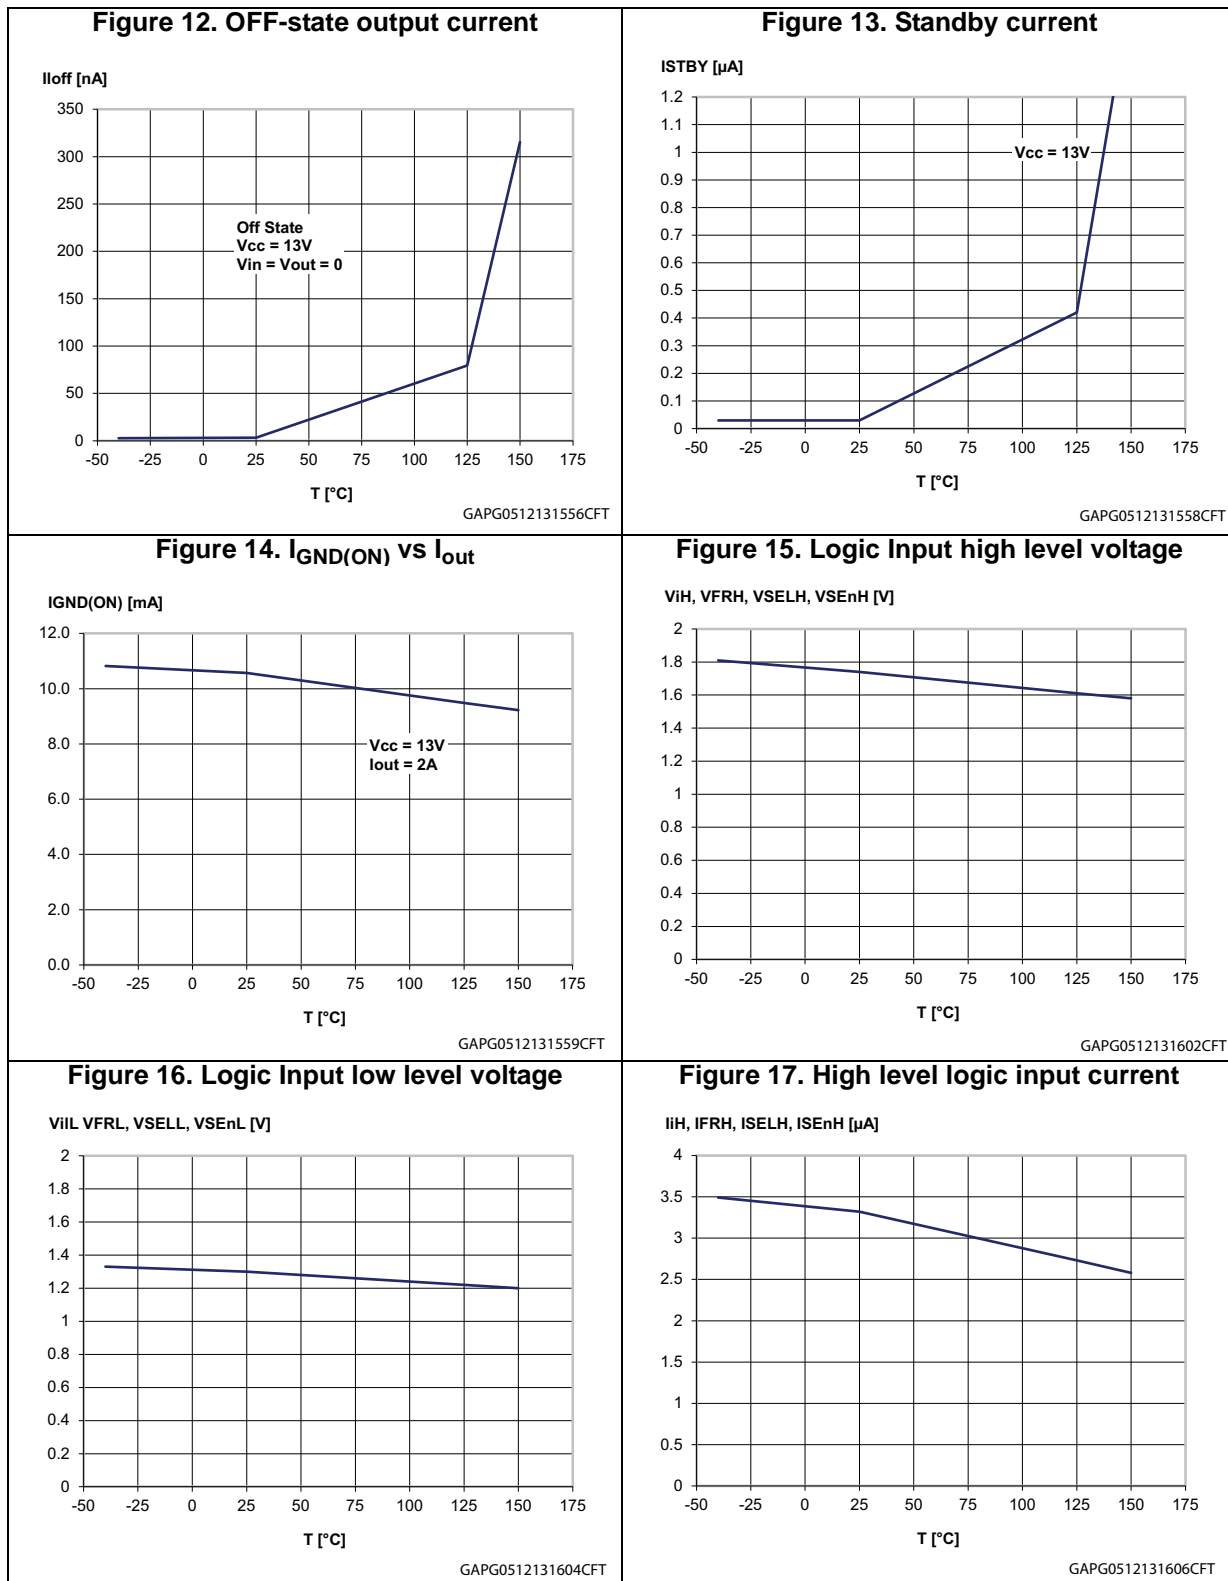 Figure 12. OFF-state output current
Iloff [nA]
350
300
250
200
150
100
50
0
Off State
Vcc = 13V
Vin = Vout = 0
-50 -25 0 25 50 75 100 125 150 175
T [°C]
GAPG0512131556CFT
Figure 13. Standby current
ISTBY [µA]
1.2
1.1
1
0.9
0.8
0.7
0.6
0.5
0.4
0.3
0.2
0.1
0
Vcc = 13V
-50 -25 0 25 50 75 100 125 150 175
T [°C]
GAPG0512131558CFT
Figure 14. IGND(ON) vs Iout
IGND(ON) [mA]
12.0
10.0
8.0
6.0
4.0
2.0
0.0
Vcc = 13V
Iout = 2A
-50 -25 0 25 50 75 100 125 150 175
T [°C]
GAPG0512131559CFT
Figure 15. Logic Input high level voltage
ViH, VFRH, VSELH, VSEnH [V]
2
1.8
1.6
1.4
1.2
1
0.8
0.6
0.4
0.2
0
-50 -25 0 25 50 75 100 125 150 175
T [°C]
GAPG0512131602CFT
Figure 16. Logic Input low level voltage
VilL VFRL, VSELL, VSEnL [V]
2
1.8
1.6
1.4
1.2
1
0.8
0.6
0.4
0.2
0
-50 -25 0 25 50 75 100 125 150 175
T [°C]
GAPG0512131604CFT
Figure 17. High level logic input current
IiH, IFRH, ISELH, ISEnH [µA]
4
3.5
3
2.5
2
1.5
1
0.5
0
-50 -25 0 25 50 75 100 125 150 175
T [°C]
GAPG0512131606CFT